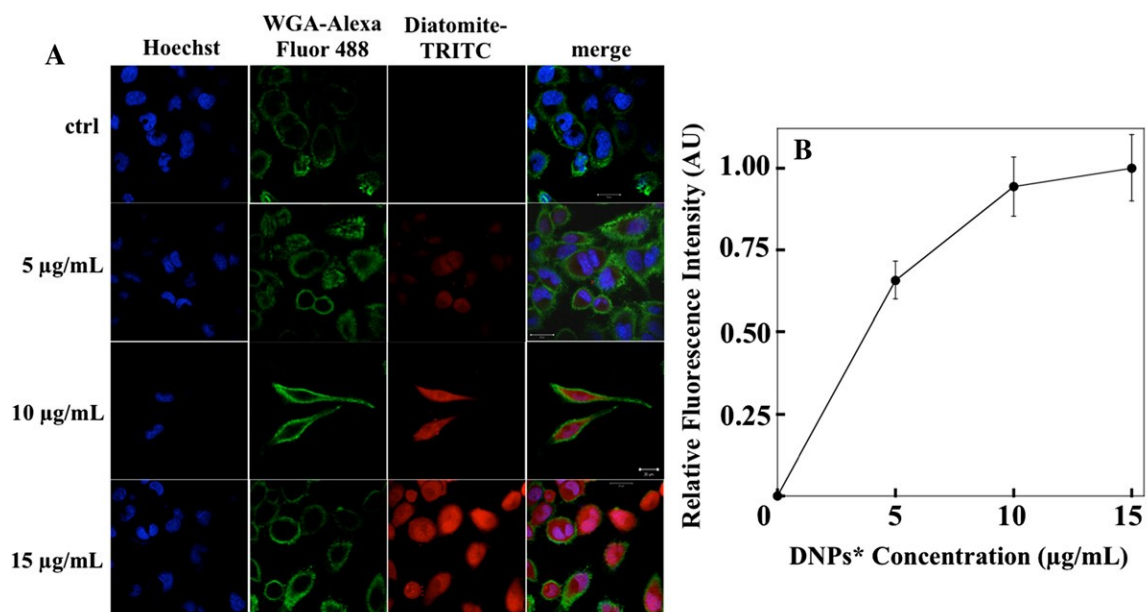 A
Hoechst
WGA-Alexa
Fluor 488
Diatomite-
TRITC
merge
ctrl
5 µg/mL
10 µg/mL
15 µg/mL
B
Relative Fluorescence Intensity (AU)
1.00
0.75
0.50
0.25
0
5
10
15
DNPs* Concentration (µg/mL)